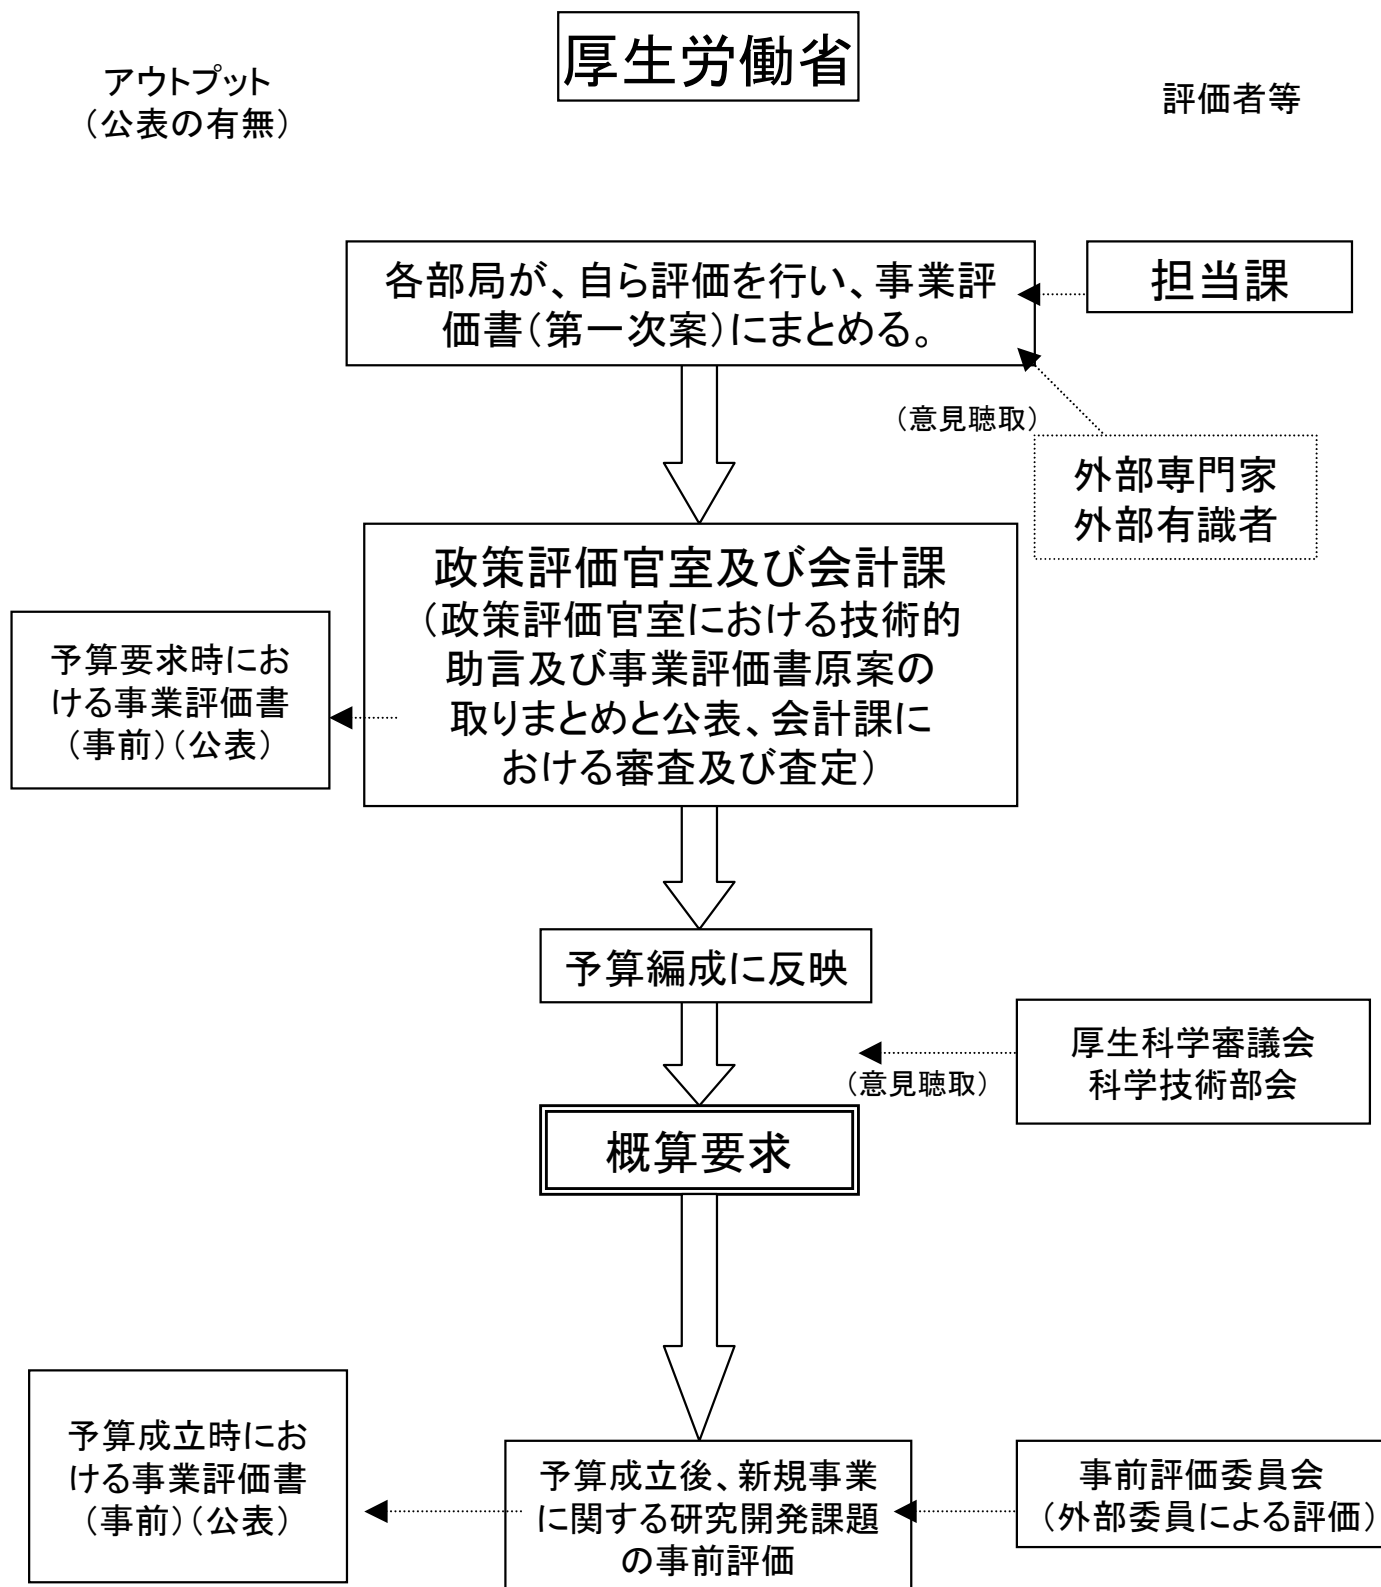 厚生労働省
アウトプット
（公表の有無）
評価者等
各部局が、自ら評価を行い、事業評
価書（第一次案）にまとめる。
担当課
（意見聴取）
外部専門家
外部有識者
政策評価官室及び会計課
（政策評価官室における技術的
助言及び事業評価書原案の
取りまとめと公表、会計課に
おける審査及び査定）
予算要求時にお
ける事業評価書
（事前）（公表）
予算編成に反映
厚生科学審議会
科学技術部会
（意見聴取）
概算要求
予算成立時にお
ける事業評価書
（事前）（公表）
予算成立後、新規事業
に関する研究開発課題
の事前評価
事前評価委員会
（外部委員による評価）